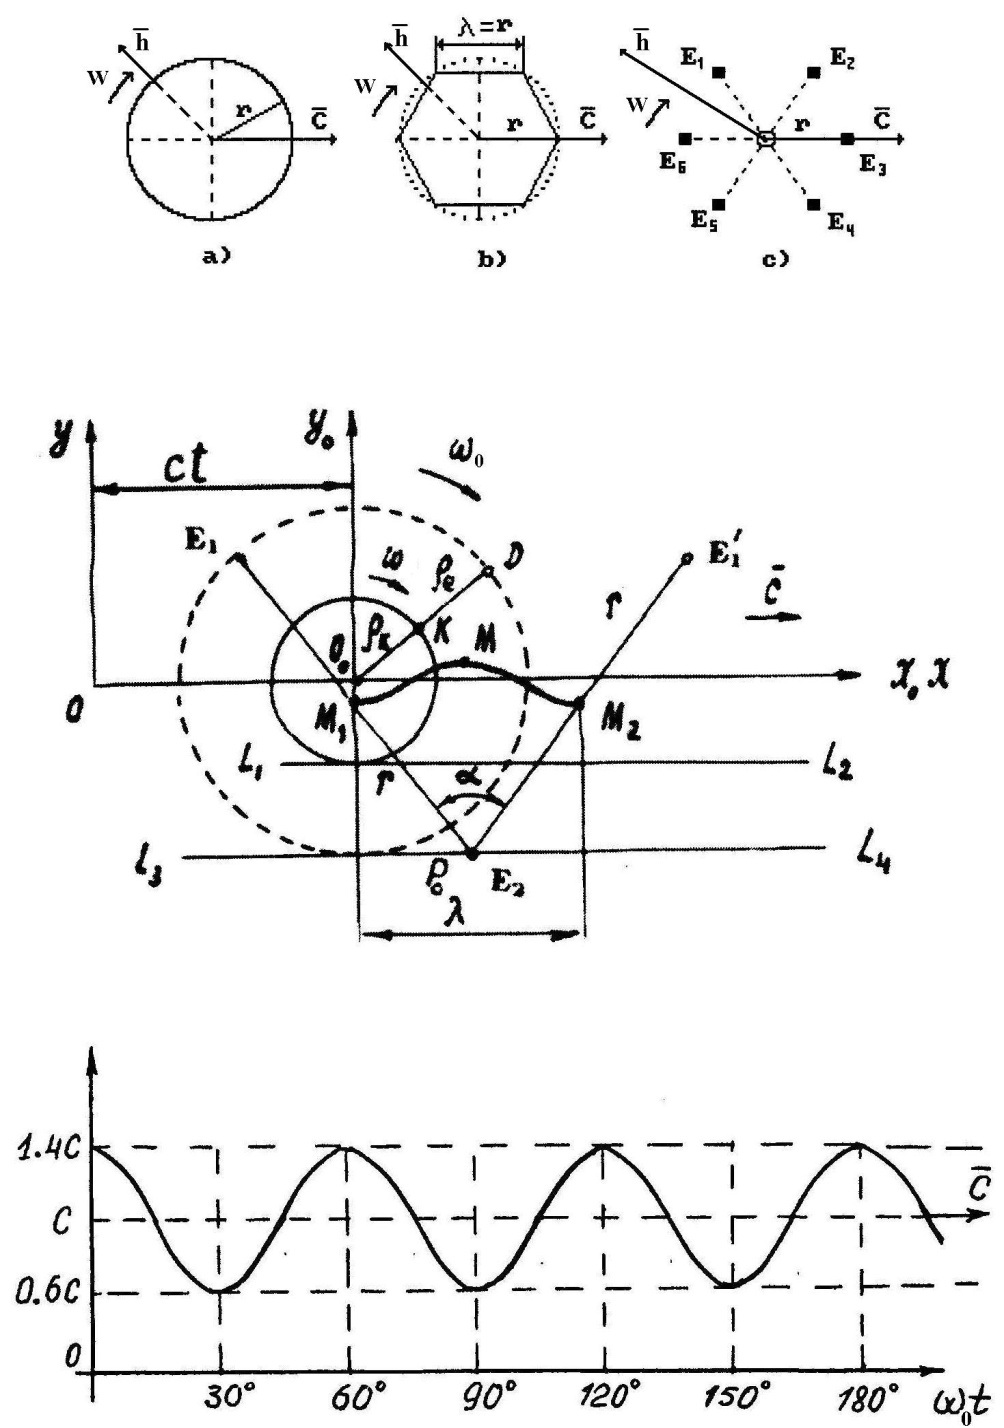 h̄ h̄ λ=r h̄
W W W
E₁ E₂
r C̄ r C̄ r C̄
E₆ E₃
E₅ E₄
a) b) c)
y y₀ ω₀
ct
E₁ ω ρₑ D E₁′
r C̄
O₀ ρₖ K M
O M₁ M₂ X₀ X
L₁ r α L₂
L₃ ρ₀ E₂ L₄
λ
1.4C
C C̄
0.6C
0
30° 60° 90° 120° 150° 180° ω₀t